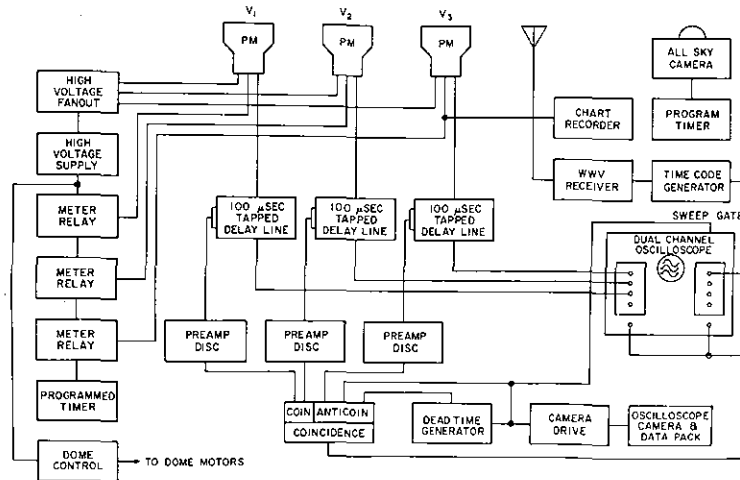 V1
V2
V3
PM
PM
PM
HIGH
VOLTAGE
FANOUT
HIGH
VOLTAGE
SUPPLY
METER
RELAY
METER
RELAY
METER
RELAY
PROGRAMMED
TIMER
DOME
CONTROL
TO DOME MOTORS
100 μSEC
TAPPED
DELAY LINE
100 μSEC
TAPPED
DELAY LINE
100 μSEC
TAPPED
DELAY LINE
PREAMP
DISC
PREAMP
DISC
PREAMP
DISC
COIN
ANTICOIN
COINCIDENCE
DEAD TIME
GENERATOR
CAMERA
DRIVE
OSCILLOSCOPE
CAMERA &
DATA PACK
ALL SKY
CAMERA
CHART
RECORDER
PROGRAM
TIMER
WWV
RECEIVER
TIME CODE
GENERATOR
SWEEP GATE
DUAL CHANNEL
OSCILLOSCOPE